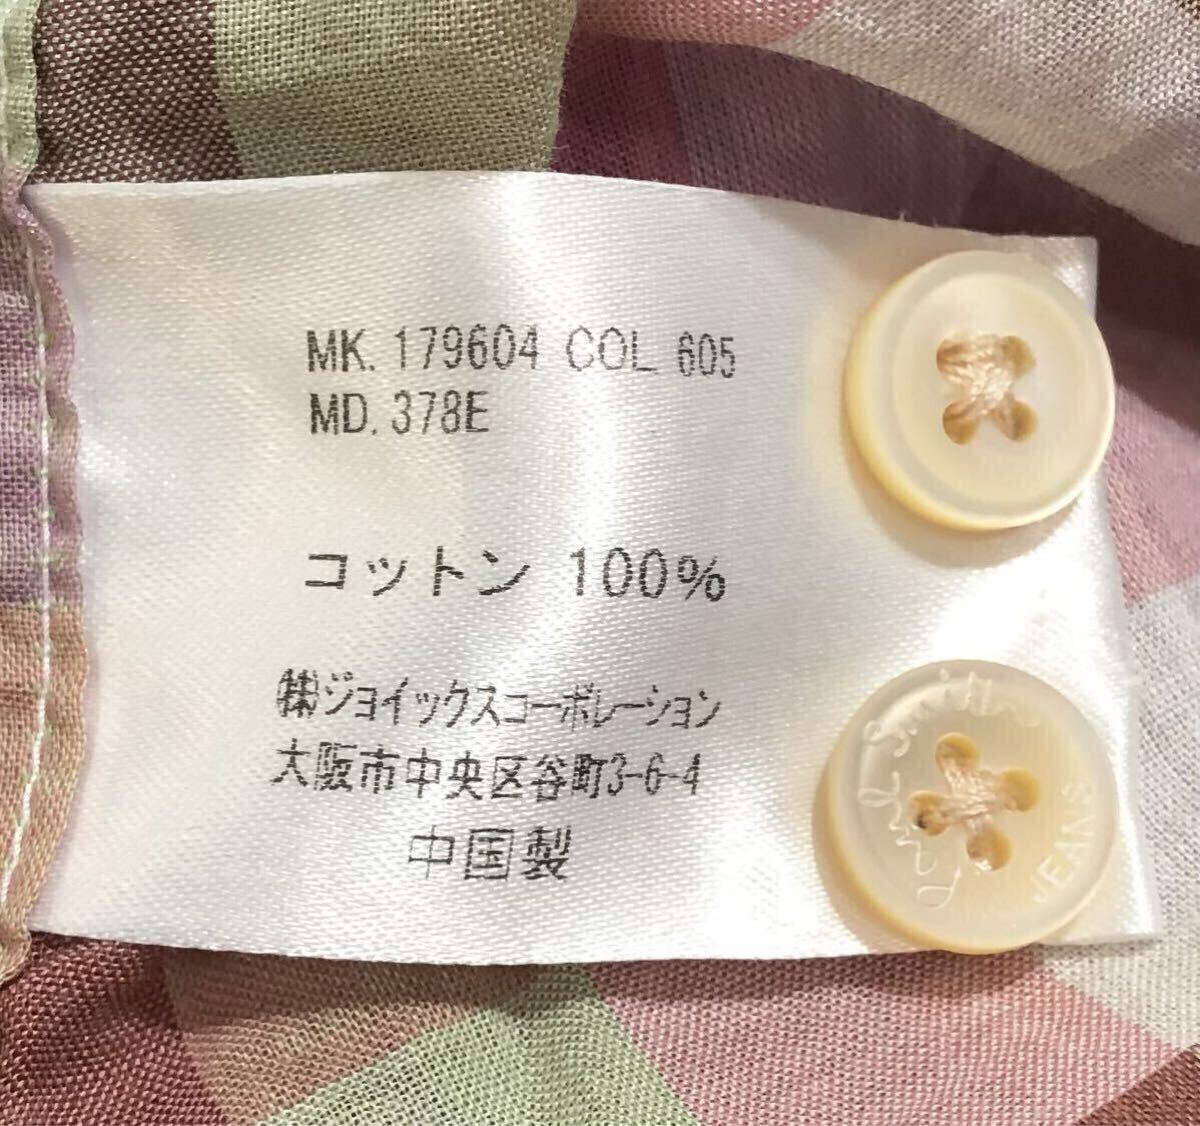 MK. 179604 COL 605
MD. 378E
コットン 100%
㈱ジョイックスコーポレーション
大阪市中央区谷町3-6-4
中国製
Paul Smith
JEANS